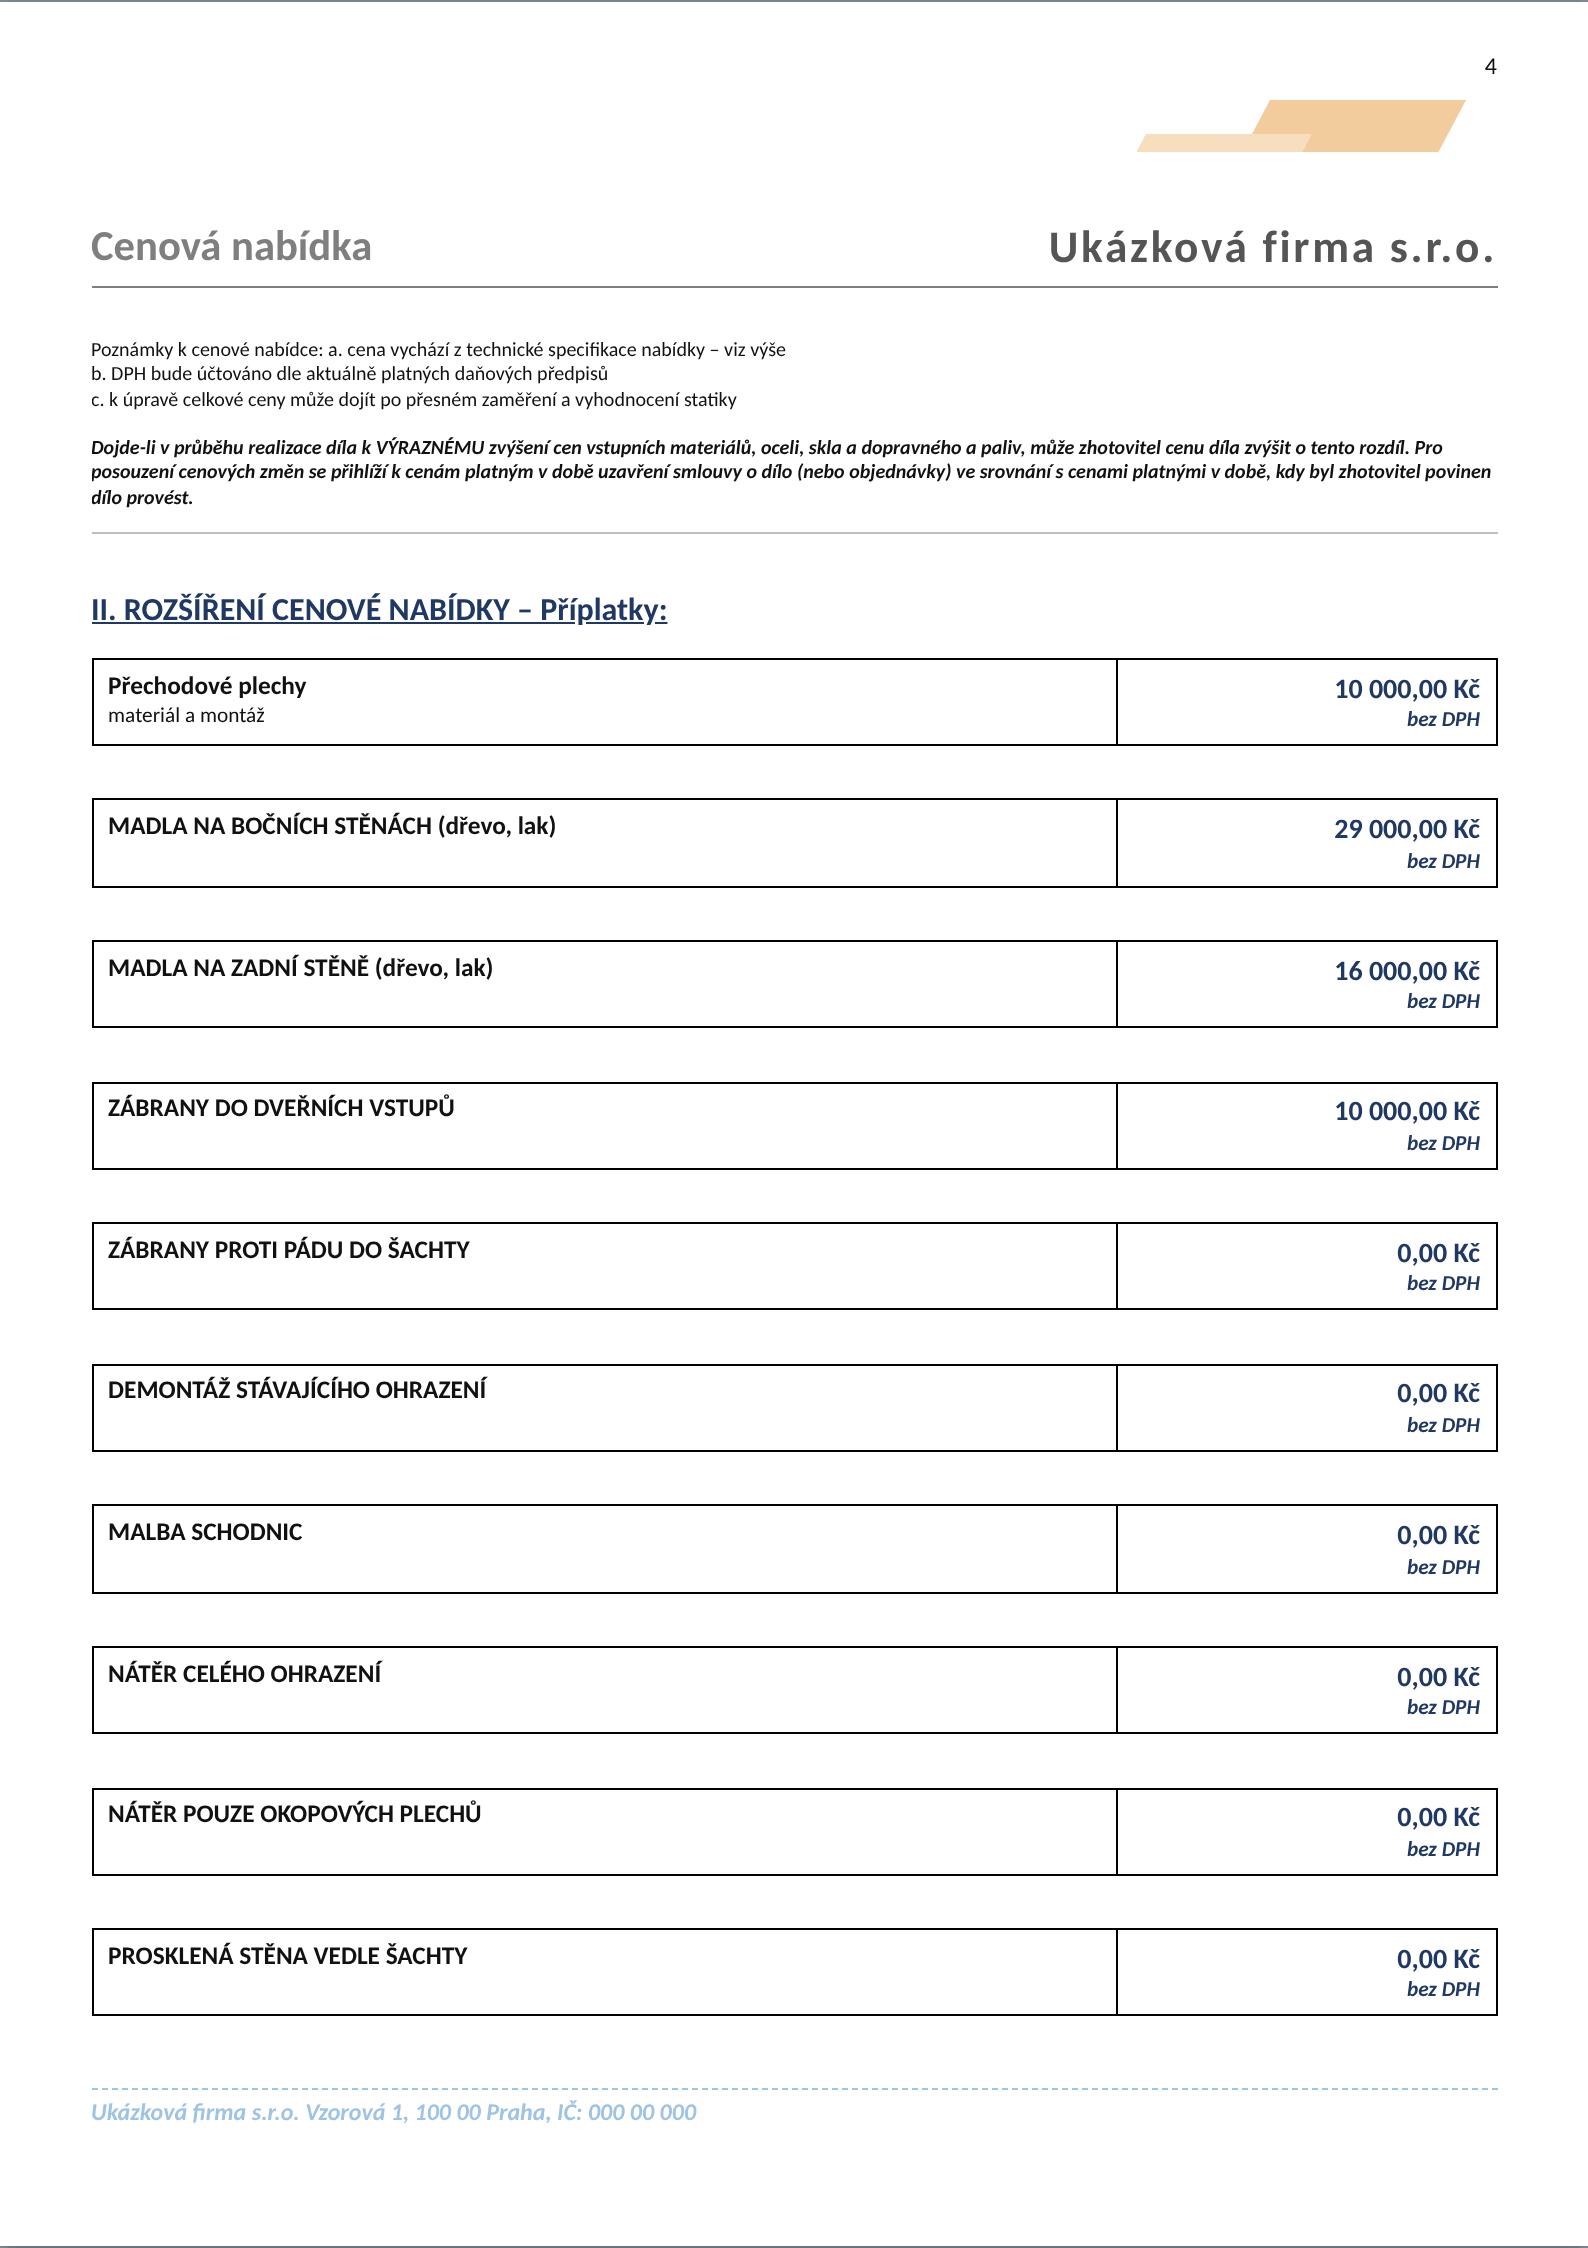 4
Cenová nabídka
Ukázková firma s.r.o.
Poznámky k cenové nabídce: a. cena vychází z technické specifikace nabídky – viz výše
b. DPH bude účtováno dle aktuálně platných daňových předpisů
c. k úpravě celkové ceny může dojít po přesném zaměření a vyhodnocení statiky
Dojde-li v průběhu realizace díla k VÝRAZNÉMU zvýšení cen vstupních materiálů, oceli, skla a dopravného a paliv, může zhotovitel cenu díla zvýšit o tento rozdíl. Pro
posouzení cenových změn se přihlíží k cenám platným v době uzavření smlouvy o dílo (nebo objednávky) ve srovnání s cenami platnými v době, kdy byl zhotovitel povinen
dílo provést.
II. ROZŠÍŘENÍ CENOVÉ NABÍDKY – Příplatky:
Přechodové plechy
materiál a montáž
10 000,00 Kč
bez DPH
MADLA NA BOČNÍCH STĚNÁCH (dřevo, lak)
29 000,00 Kč
bez DPH
MADLA NA ZADNÍ STĚNĚ (dřevo, lak)
16 000,00 Kč
bez DPH
ZÁBRANY DO DVEŘNÍCH VSTUPŮ
10 000,00 Kč
bez DPH
ZÁBRANY PROTI PÁDU DO ŠACHTY
0,00 Kč
bez DPH
DEMONTÁŽ STÁVAJÍCÍHO OHRAZENÍ
0,00 Kč
bez DPH
MALBA SCHODNIC
0,00 Kč
bez DPH
NÁTĚR CELÉHO OHRAZENÍ
0,00 Kč
bez DPH
NÁTĚR POUZE OKOPOVÝCH PLECHŮ
0,00 Kč
bez DPH
PROSKLENÁ STĚNA VEDLE ŠACHTY
0,00 Kč
bez DPH
Ukázková firma s.r.o. Vzorová 1, 100 00 Praha, IČ: 000 00 000